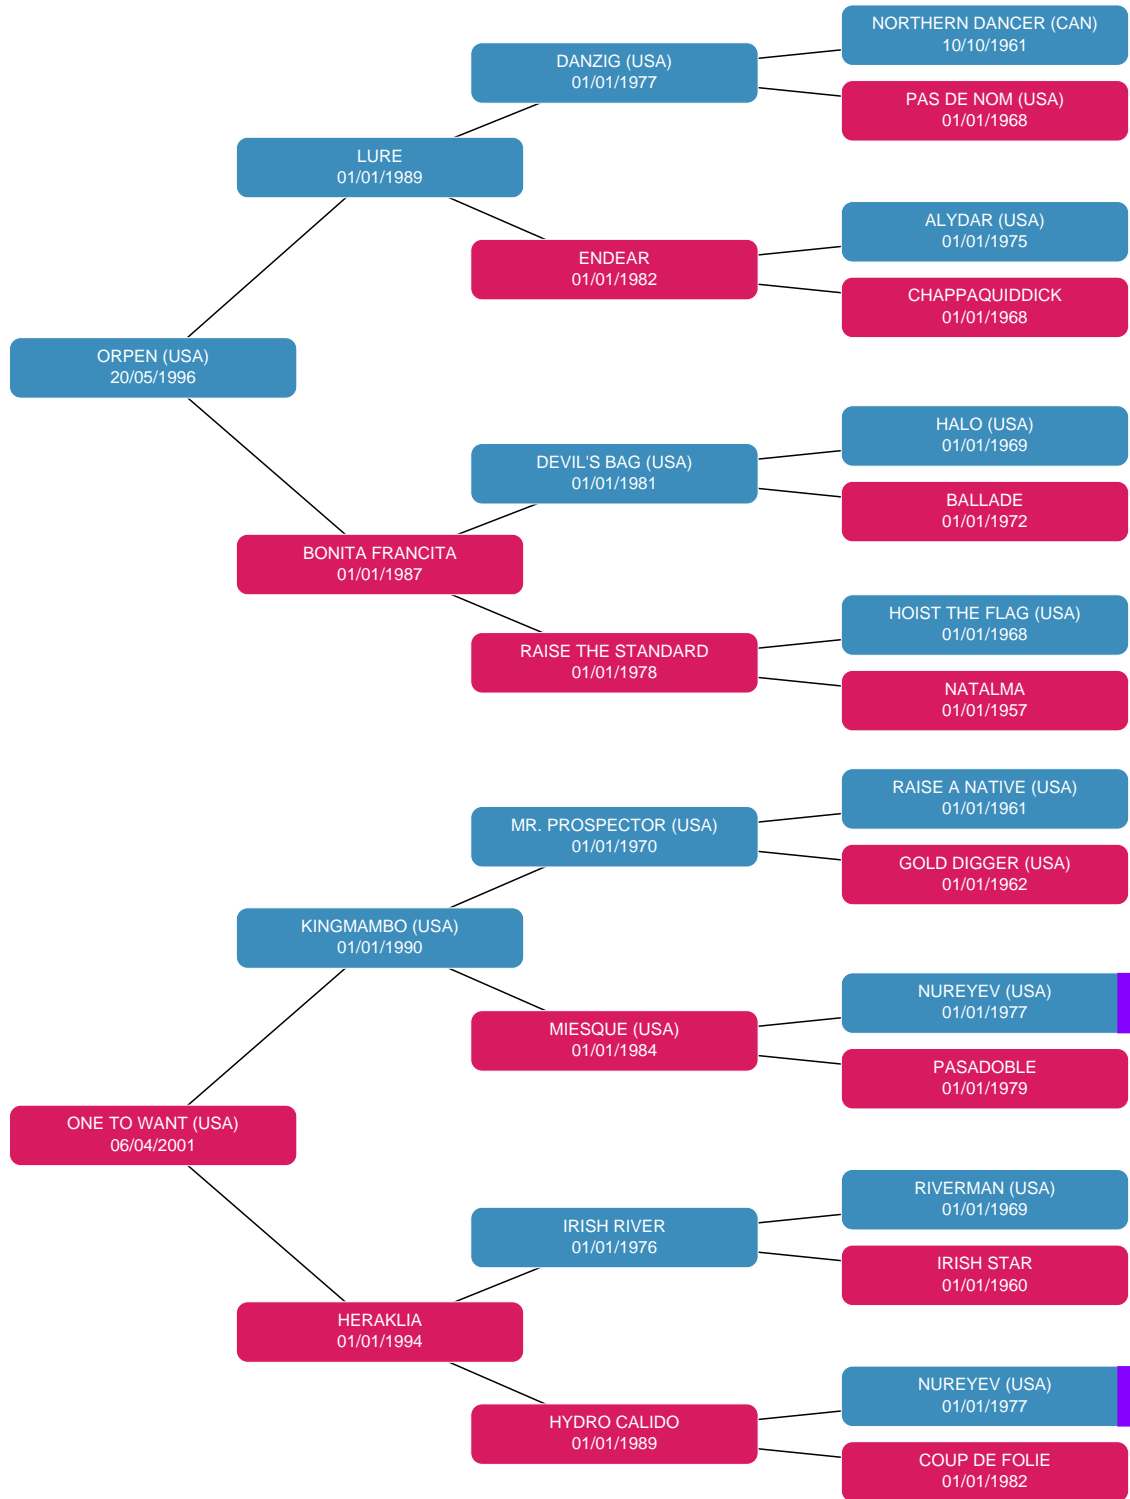 NORTHERN DANCER (CAN)
10/10/1961
DANZIG (USA)
01/01/1977
PAS DE NOM (USA)
01/01/1968
LURE
01/01/1989
ALYDAR (USA)
01/01/1975
ENDEAR
01/01/1982
CHAPPAQUIDDICK
01/01/1968
ORPEN (USA)
20/05/1996
HALO (USA)
01/01/1969
DEVIL'S BAG (USA)
01/01/1981
BALLADE
01/01/1972
BONITA FRANCITA
01/01/1987
HOIST THE FLAG (USA)
01/01/1968
RAISE THE STANDARD
01/01/1978
NATALMA
01/01/1957
RAISE A NATIVE (USA)
01/01/1961
MR. PROSPECTOR (USA)
01/01/1970
GOLD DIGGER (USA)
01/01/1962
KINGMAMBO (USA)
01/01/1990
NUREYEV (USA)
01/01/1977
MIESQUE (USA)
01/01/1984
PASADOBLE
01/01/1979
ONE TO WANT (USA)
06/04/2001
RIVERMAN (USA)
01/01/1969
IRISH RIVER
01/01/1976
IRISH STAR
01/01/1960
HERAKLIA
01/01/1994
NUREYEV (USA)
01/01/1977
HYDRO CALIDO
01/01/1989
COUP DE FOLIE
01/01/1982